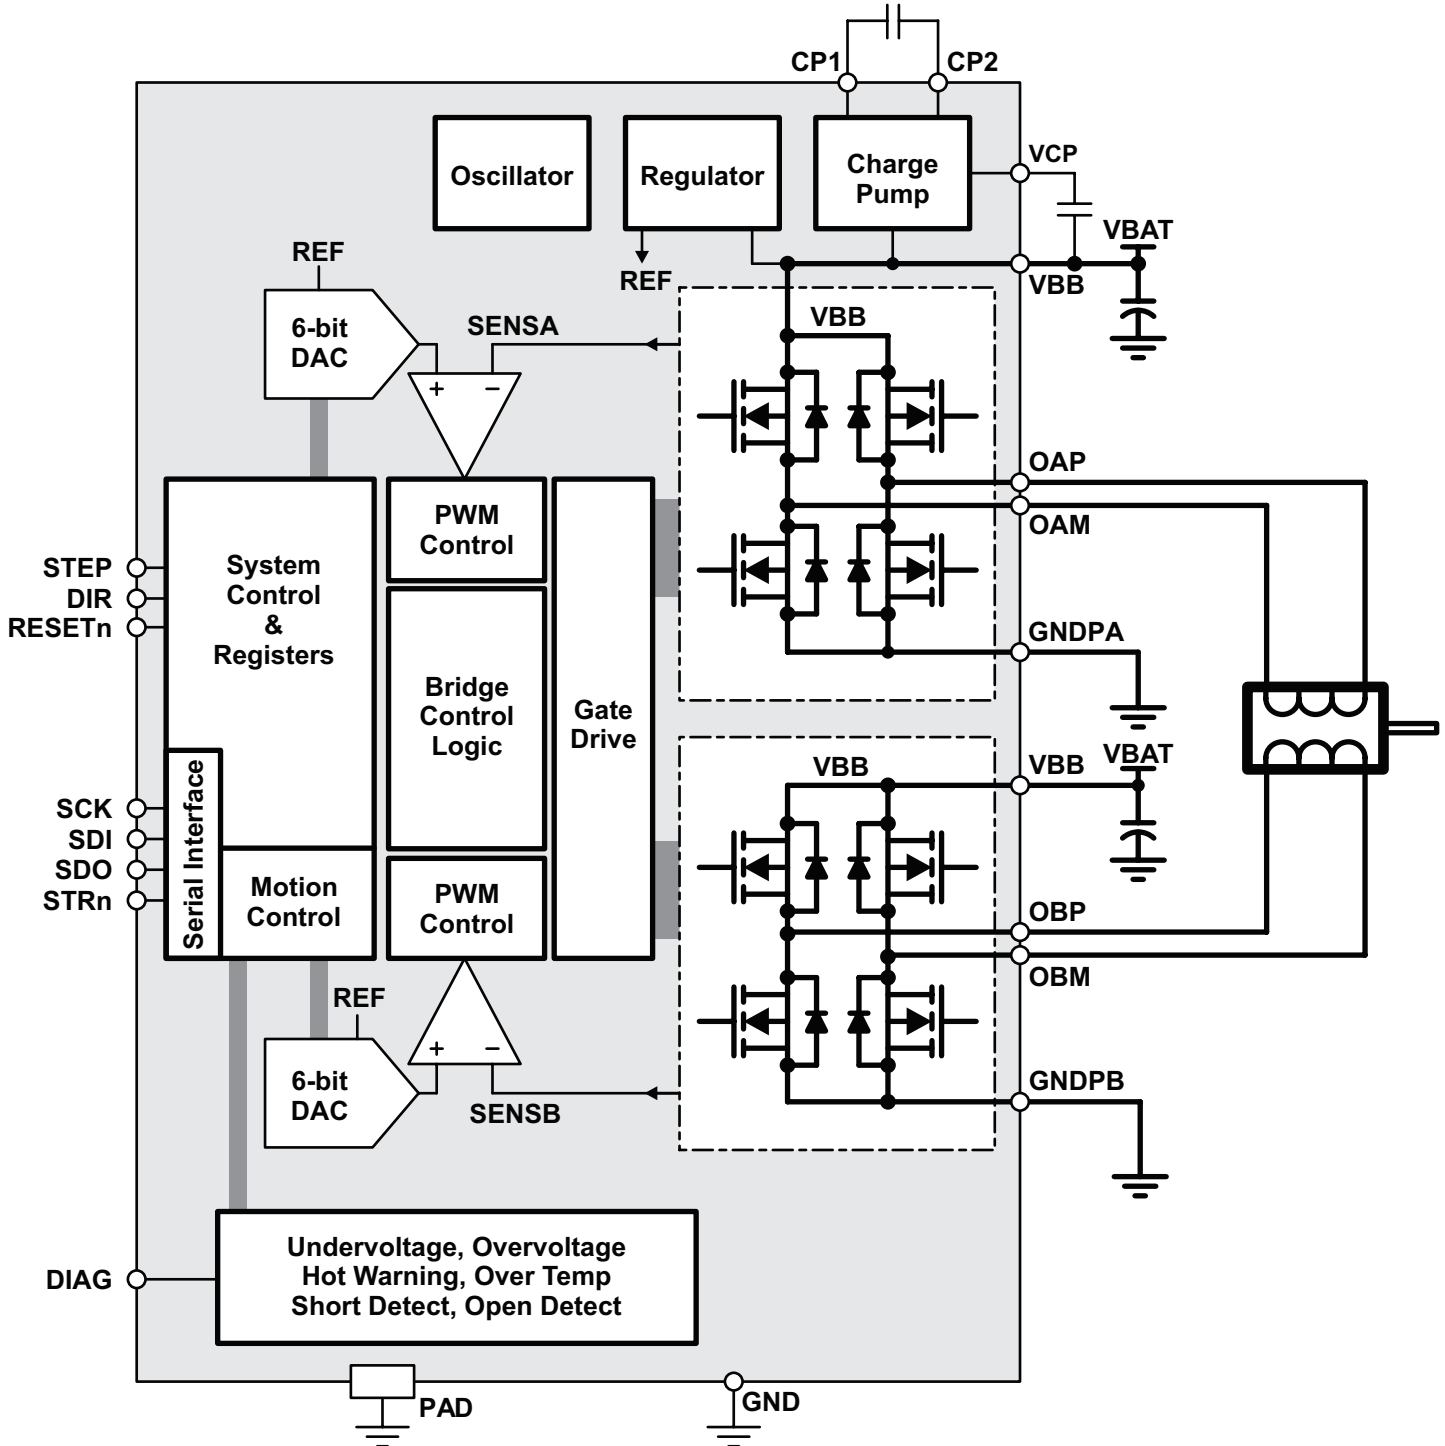 CP1
CP2
Oscillator
Regulator
Charge
Pump
VCP
VBAT
REF
REF
VBB
6-bit
DAC
SENSA
VBB
+
−
OAP
OAM
PWM
Control
System
Control
&
Registers
STEP
DIR
RESETn
GNDPA
Bridge
Control
Logic
Gate
Drive
VBB
VBB
VBAT
Serial Interface
SCK
SDI
SDO
STRn
Motion
Control
PWM
Control
OBP
OBM
REF
+
−
6-bit
DAC
SENSB
GNDPB
Undervoltage, Overvoltage
Hot Warning, Over Temp
Short Detect, Open Detect
DIAG
PAD
GND